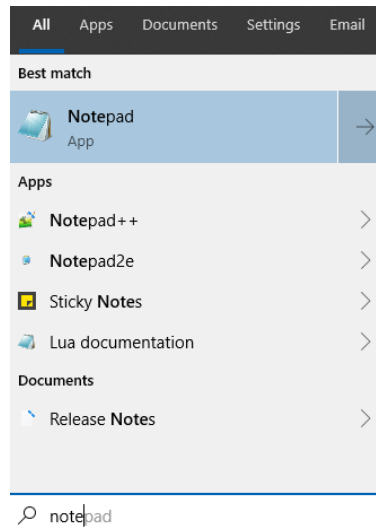 All Apps Documents Settings Email
Best match
Notepad
App
Apps
Notepad++
Notepad2e
Sticky Notes
Lua documentation
Documents
Release Notes
notepad